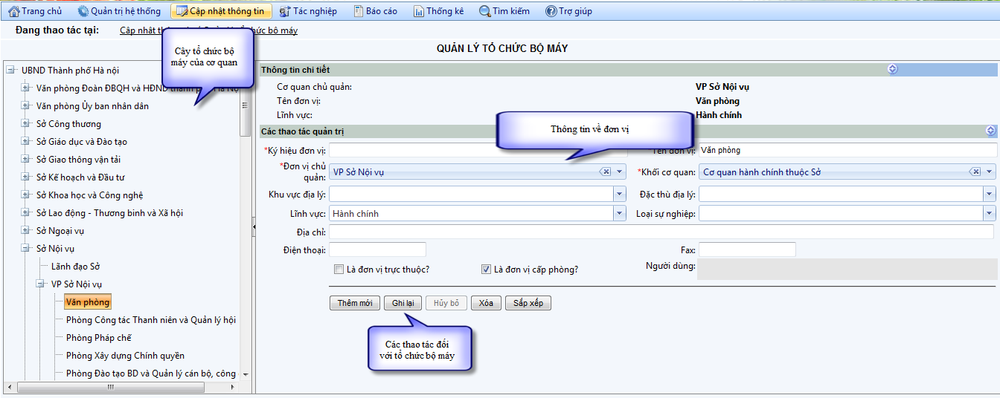 Trang chủ Quản trị hệ thống Cập nhật thông tin Tác nghiệp Báo cáo Thống kê Tìm kiếm Trợ giúp
Đang thao tác tại: Cập nhật chức bộ máy
QUẢN LÝ TỔ CHỨC BỘ MÁY
Cây tổ chức bộ
máy của cơ quan
UBND Thành phố Hà nội
Văn phòng Đoàn ĐBQH và HĐND thành phố Hà Nộ
Văn phòng Ủy ban nhân dân
Sở Công thương
Sở Giáo dục và Đào tạo
Sở Giao thông vận tải
Sở Kế hoạch và Đầu tư
Sở Khoa học và Công nghệ
Sở Lao động - Thương binh và Xã hội
Sở Ngoại vụ
Sở Nội vụ
Lãnh đạo Sở
VP Sở Nội vụ
Văn phòng
Phòng Công tác Thanh niên và Quản lý hội
Phòng Pháp chế
Phòng Xây dựng Chính quyền
Phòng Đào tạo BD và Quản lý cán bộ, công
Thông tin chi tiết
Cơ quan chủ quản: VP Sở Nội vụ
Tên đơn vị: Văn phòng
Lĩnh vực: Hành chính
Thông tin về đơn vị
Các thao tác quản trị
*Ký hiệu đơn vị: *Tên đơn vị: Văn phòng
*Đơn vị chủ
quản: VP Sở Nội vụ *Khối cơ quan: Cơ quan hành chính thuộc Sở
Khu vực địa lý: Đặc thù địa lý:
Lĩnh vực: Hành chính Loại sự nghiệp:
Địa chỉ:
Điện thoại: Fax:
Là đơn vị trực thuộc? Là đơn vị cấp phòng? Người dùng:
Thêm mới Ghi lại Hủy bỏ Xóa Sắp xếp
Các thao tác đối
với tổ chức bộ máy